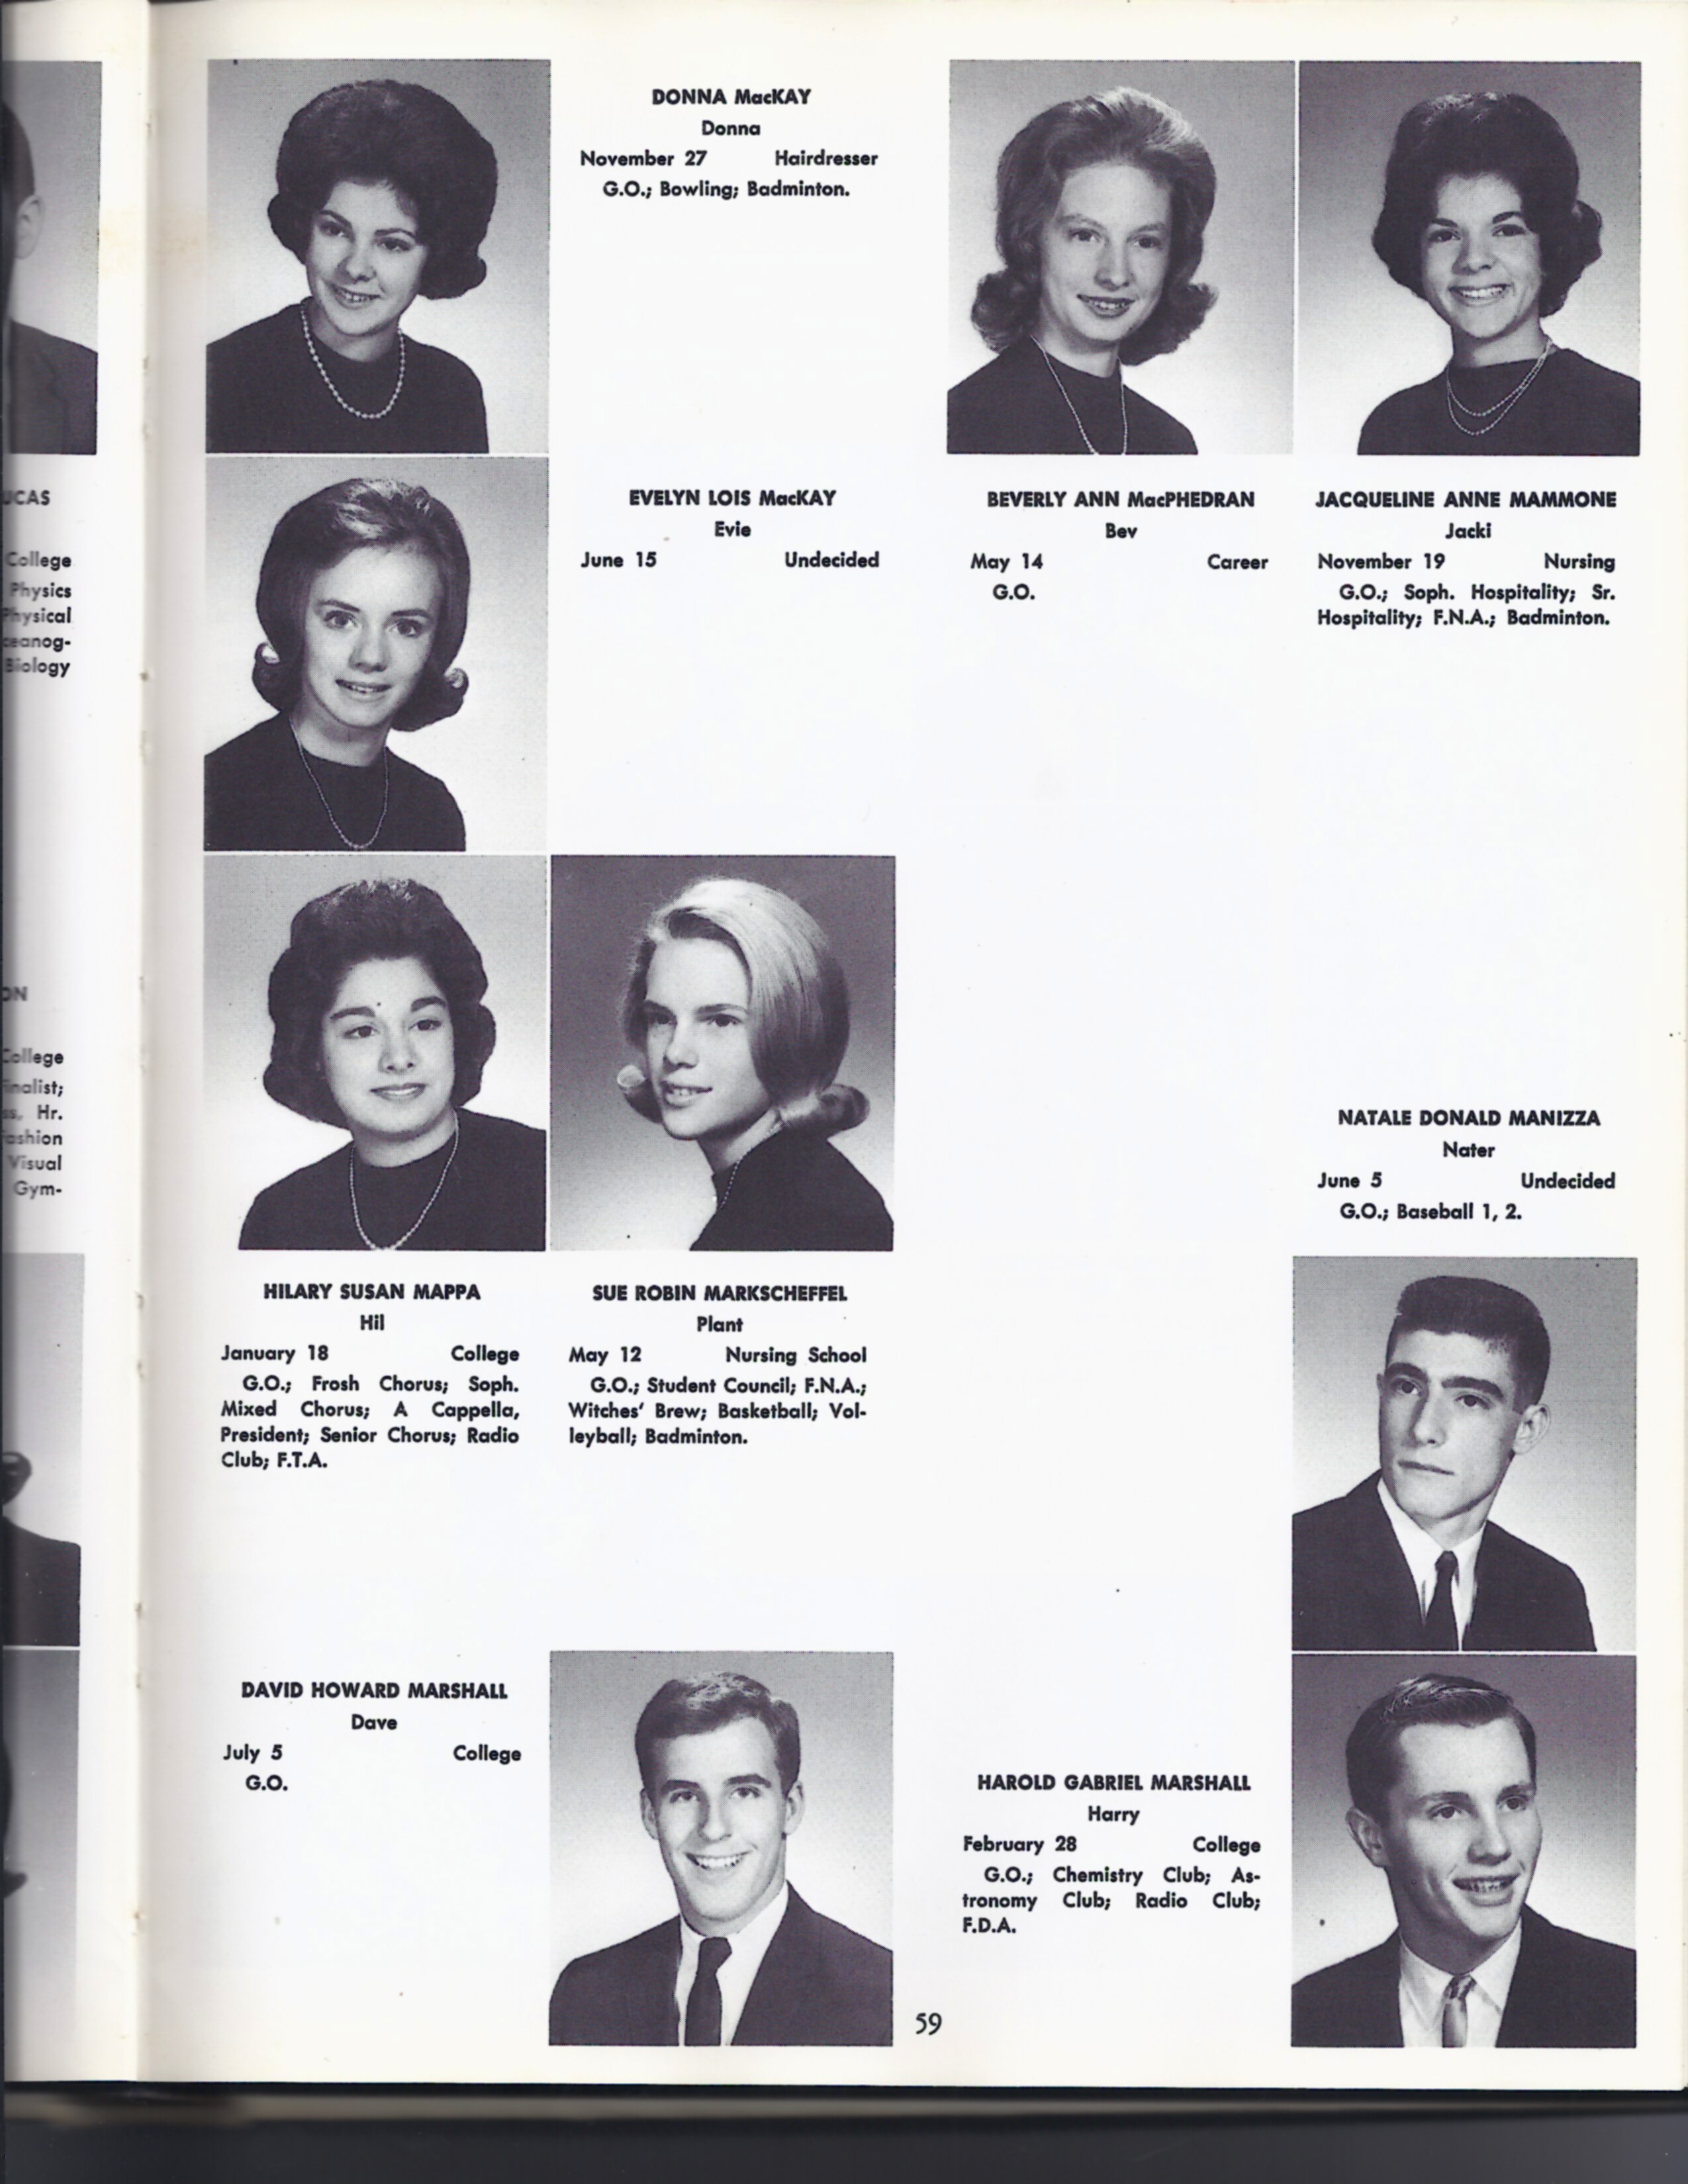 UCAS
College
Physics
Physical
ceanog-
Biology
ON
College
inalist;
ss, Hr.
ashion
Visual
Gym-
DONNA MacKAY
Donna
November 27 Hairdresser
G.O.; Bowling; Badminton.
EVELYN LOIS MacKAY
Evie
June 15 Undecided
BEVERLY ANN MacPHEDRAN
Bev
May 14 Career
G.O.
JACQUELINE ANNE MAMMONE
Jacki
November 19 Nursing
G.O.; Soph. Hospitality; Sr.
Hospitality; F.N.A.; Badminton.
NATALE DONALD MANIZZA
Nater
June 5 Undecided
G.O.; Baseball 1, 2.
HILARY SUSAN MAPPA
Hil
January 18 College
G.O.; Frosh Chorus; Soph.
Mixed Chorus; A Cappella,
President; Senior Chorus; Radio
Club; F.T.A.
SUE ROBIN MARKSCHEFFEL
Plant
May 12 Nursing School
G.O.; Student Council; F.N.A.;
Witches' Brew; Basketball; Vol-
leyball; Badminton.
DAVID HOWARD MARSHALL
Dave
July 5 College
G.O.
HAROLD GABRIEL MARSHALL
Harry
February 28 College
G.O.; Chemistry Club; As-
tronomy Club; Radio Club;
F.D.A.
59